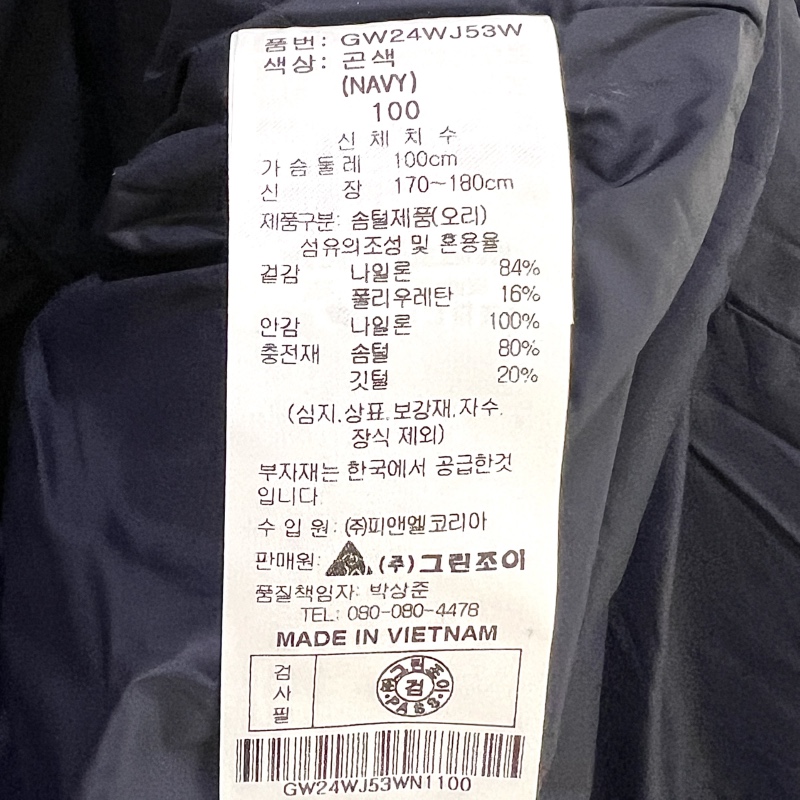 품번: GW24WJ53W
색상: 곤색
(NAVY)
100
신 체 치 수
가슴둘레 100cm
신 장 170~180cm
제품구분: 솜털제품(오리)
섬유의조성 및 혼용율
겉감 나일론 84%
폴리우레탄 16%
안감 나일론 100%
충전재 솜털 80%
깃털 20%
(심지,상표,보강재,자수,
장식 제외)
부자재는 한국에서 공급한것
입니다.
수 입 원: (주)피앤엘코리아
판매원: (주)그린조이
품질책임자: 박상준
TEL: 080-080-4478
MADE IN VIETNAM
검사필
그린조이
검
PASS
GW24WJ53WN1100